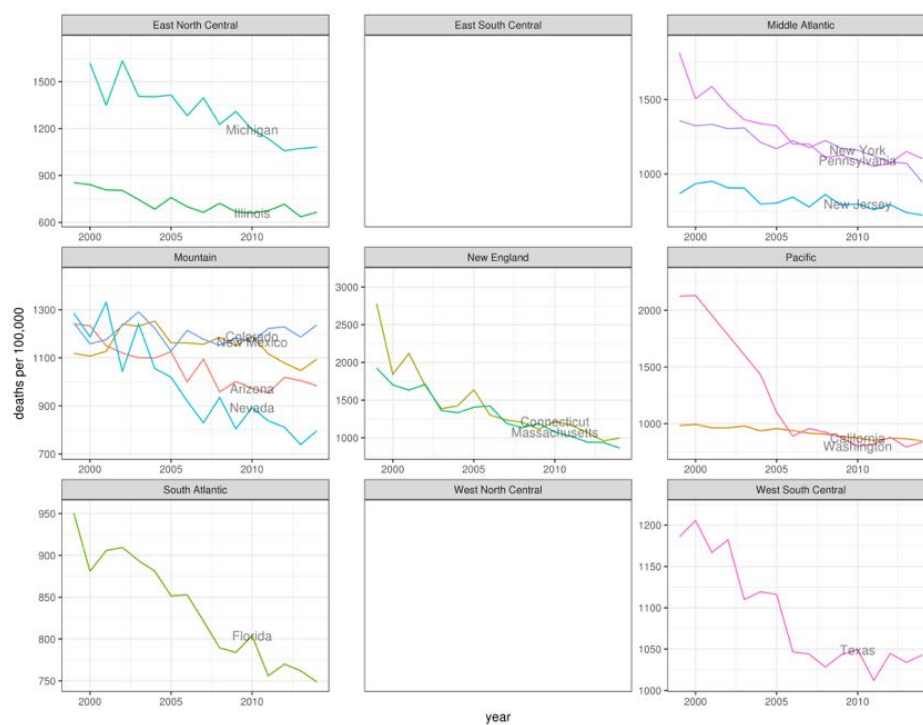 East North Central
East South Central
Middle Atlantic
1500
1200
900
600
Michigan
Illinois
2000
2005
2010
1500
1000
New York
Pennsylvania
New Jersey
2000
2005
2010
Mountain
New England
Pacific
1300
1100
900
700
Colorado
New Mexico
Arizona
Nevada
2000
2005
2010
3000
2500
2000
1500
1000
Connecticut
Massachusetts
2000
2005
2010
2000
1500
1000
California
Washington
2000
2005
2010
South Atlantic
West North Central
West South Central
950
900
850
800
750
Florida
2000
2005
2010
1200
1150
1100
1050
1000
Texas
2000
2005
2010
deaths per 100,000
year